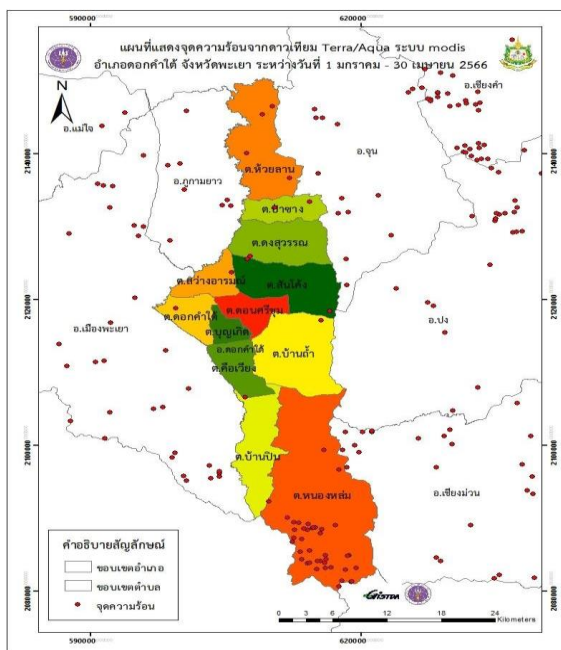 590000 620000
แผนที่แสดงจุดความร้อนจากดาวเทียม Terra/Aqua ระบบ modis
อำเภอดอกคำใต้ จังหวัดพะเยา ระหว่างวันที่ 1 มกราคม - 30 เมษายน 2566
N
อ.เชียงคำ
อ.แม่ใจ
2140000 2140000
อ.จุน
ต.ห้วยลาน
อ.ภูกามยาว
ต.ป่าซาง
ต.ดงสุวรรณ
ต.สว่างอารมณ์
ต.สันโค้ง
2120000 2120000
ต.ดอกคำใต้
ต.ดอนศรีชุม
อ.ปง
อ.เมืองพะเยา
ต.บุญเกิด
อ.ดอกคำใต้
ต.บ้านถ้ำ
ต.คือเวียง
2100000 2100000
ต.บ้านปิน
ต.หนองหล่ม
อ.เชียงม่วน
คำอธิบายสัญลักษณ์
ขอบเขตอำเภอ
ขอบเขตตำบล
จุดความร้อน
2080000 2080000
GISTDA
0 3 6 12 18 24
Kilometers
590000 620000